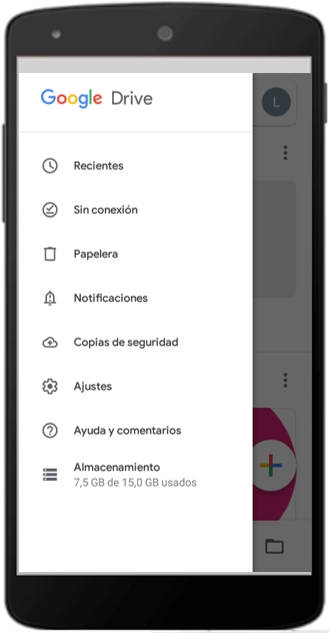 Google Drive
L
Recientes
Sin conexión
Papelera
Notificaciones
Copias de seguridad
Ajustes
Ayuda y comentarios
Almacenamiento
7,5 GB de 15,0 GB usados